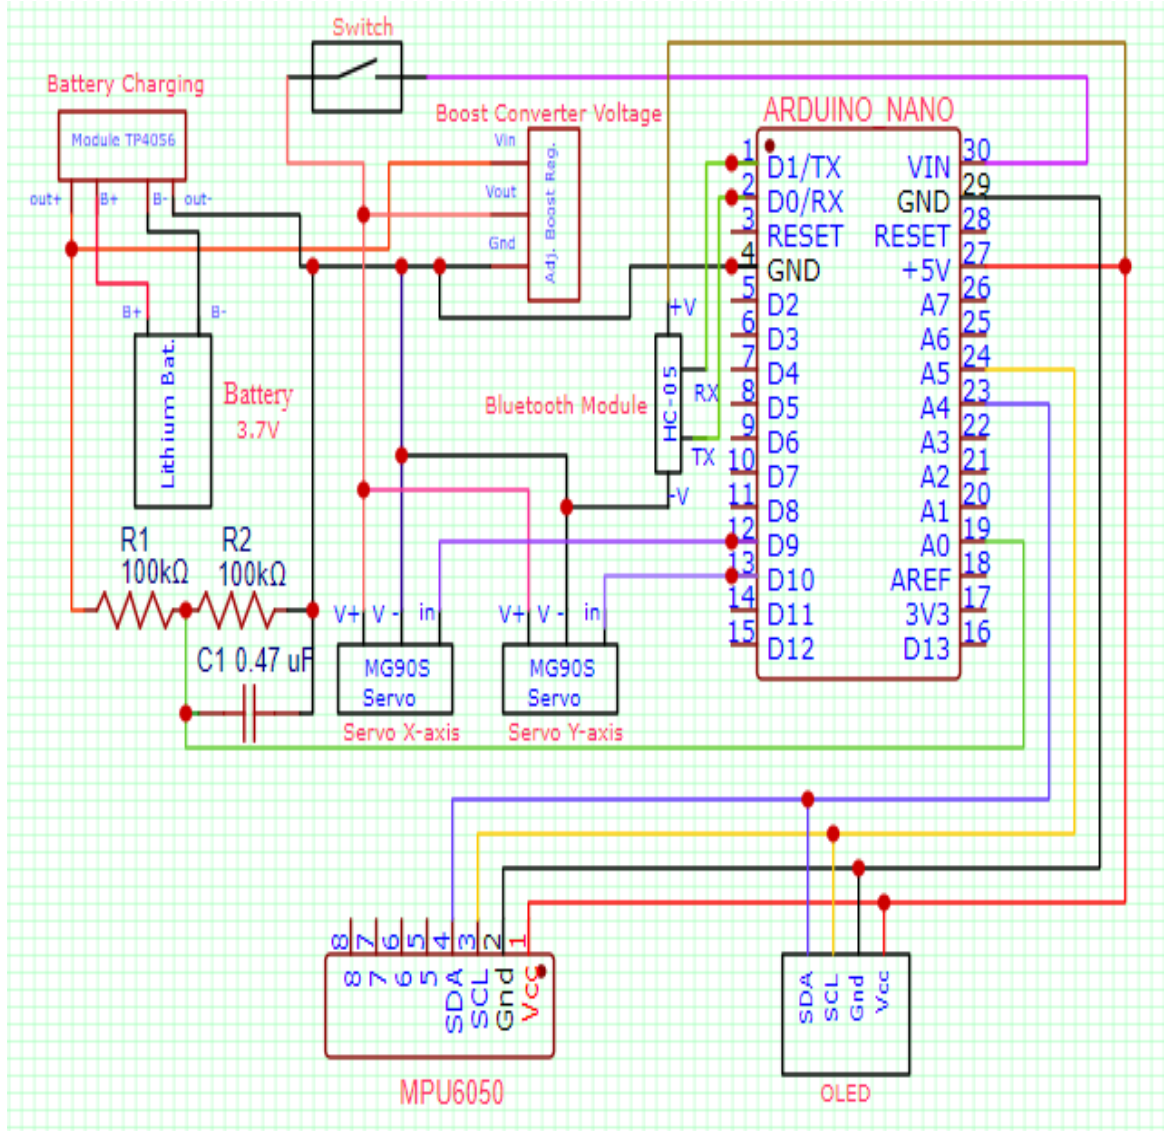 Switch
Battery Charging
Module TP4056
out+ B+ B- out-
Boost Converter Voltage
Vin
Vout
Gnd
Adj. Boost Reg.
B+ B-
Lithium Bat.
Battery
3.7V
ARDUINO_NANO
1 D1/TX VIN 30
2 D0/RX GND 29
3 RESET RESET 28
4 GND +5V 27
5 D2 A7 26
6 D3 A6 25
7 D4 A5 24
8 D5 A4 23
9 D6 A3 22
10 D7 A2 21
11 D8 A1 20
12 D9 A0 19
13 D10 AREF 18
14 D11 3V3 17
15 D12 D13 16
+V
HC-05
RX
TX
-V
Bluetooth Module
R1
100kΩ
R2
100kΩ
C1 0.47 uF
V+ V - in
MG90S
Servo
Servo X-axis
V+ V - in
MG90S
Servo
Servo Y-axis
8 7 6 5 4 3 2 1
8 7 6 5 SDA SCL Gnd Vcc
MPU6050
SDA SCL Gnd Vcc
OLED